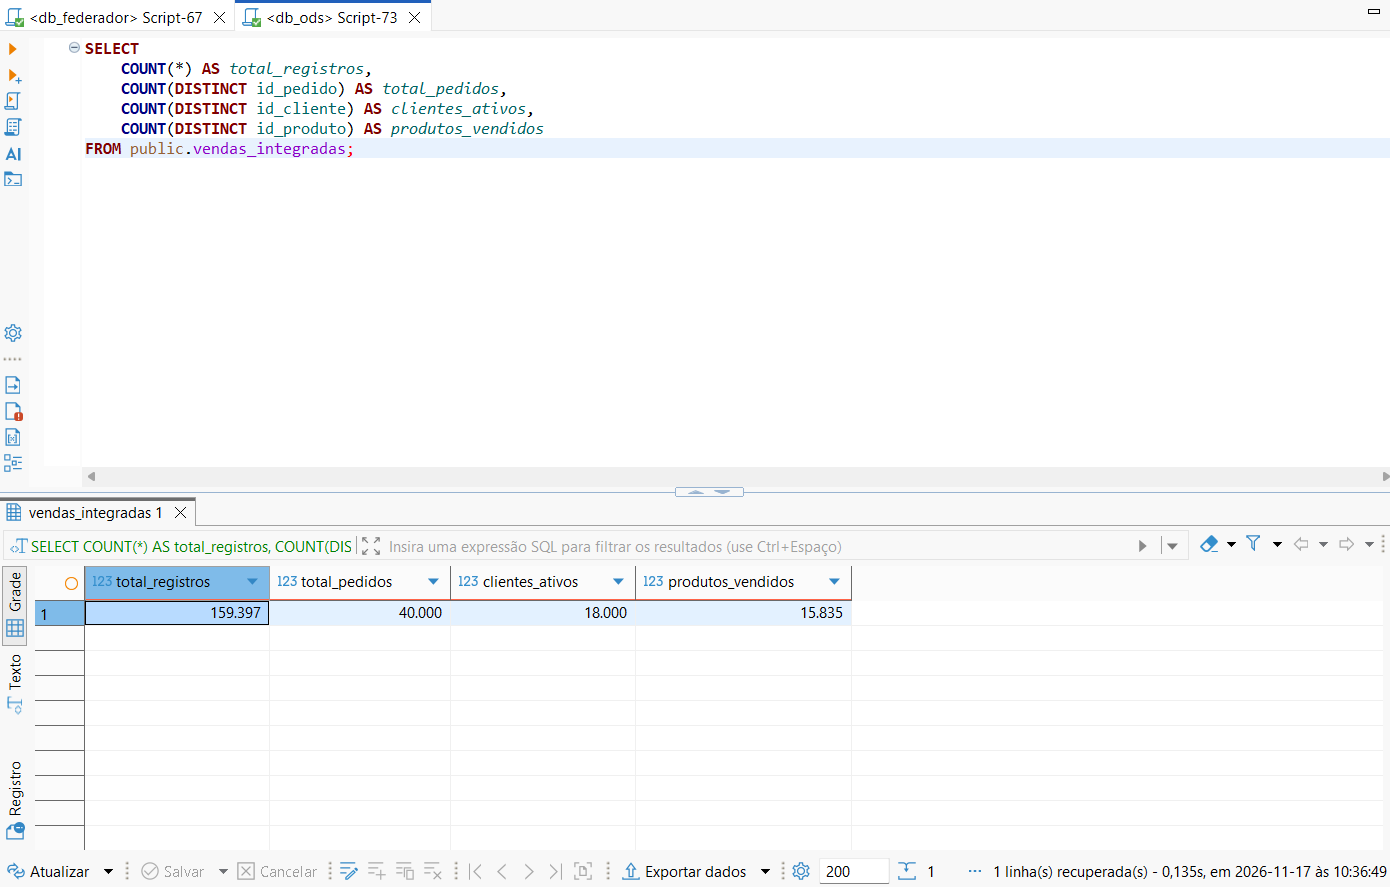 <db_federador> Script-67
<db_ods> Script-73
SELECT
COUNT(*) AS total_registros,
COUNT(DISTINCT id_pedido) AS total_pedidos,
COUNT(DISTINCT id_cliente) AS clientes_ativos,
COUNT(DISTINCT id_produto) AS produtos_vendidos
FROM public.vendas_integradas;
AI
vendas_integradas 1
SELECT COUNT(*) AS total_registros, COUNT(DIS
Insira uma expressão SQL para filtrar os resultados (use Ctrl+Espaço)
Grade
Texto
Registro
123 total_registros 123 total_pedidos 123 clientes_ativos 123 produtos_vendidos
1 159.397 40.000 18.000 15.835
Atualizar Salvar Cancelar Exportar dados 200 1 ... 1 linha(s) recuperada(s) - 0,135s, em 2026-11-17 às 10:36:49